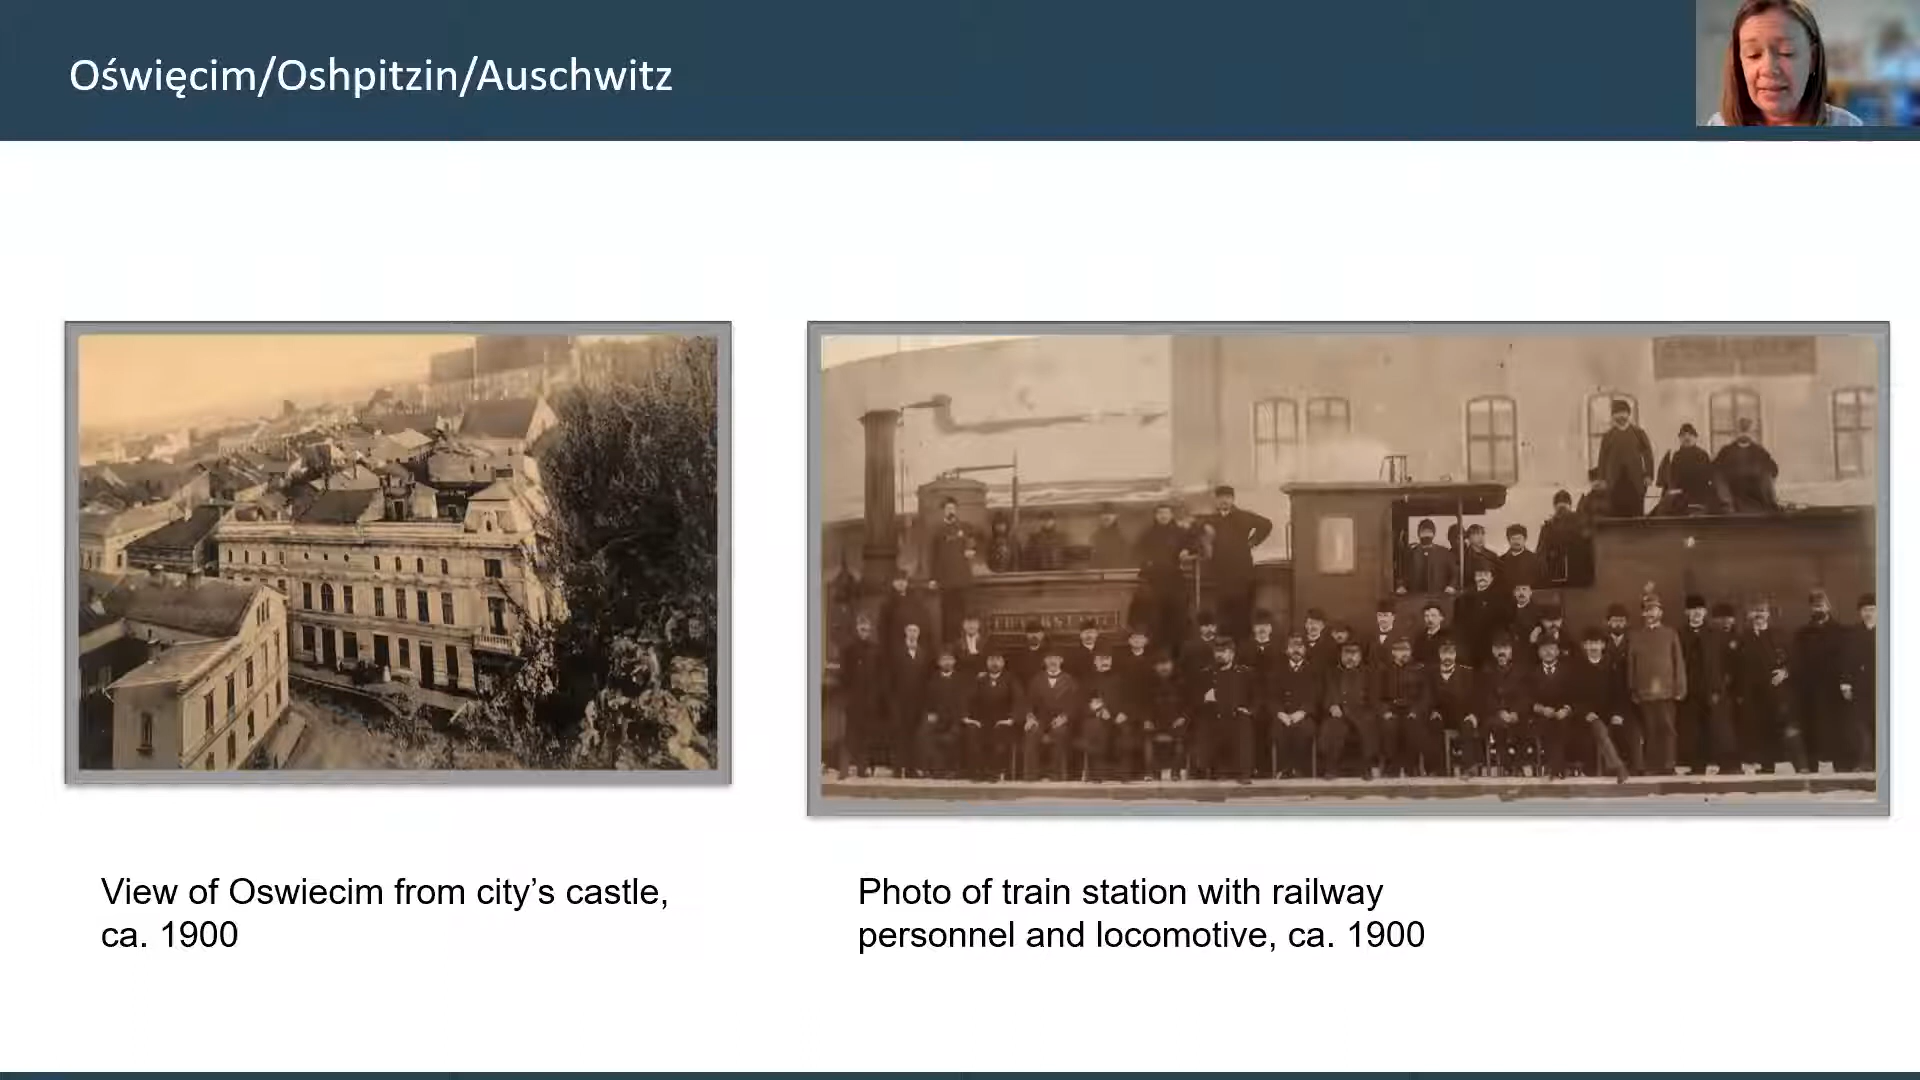 Oświęcim/Oshpitzin/Auschwitz
View of Oswiecim from city’s castle,
ca. 1900
Photo of train station with railway
personnel and locomotive, ca. 1900